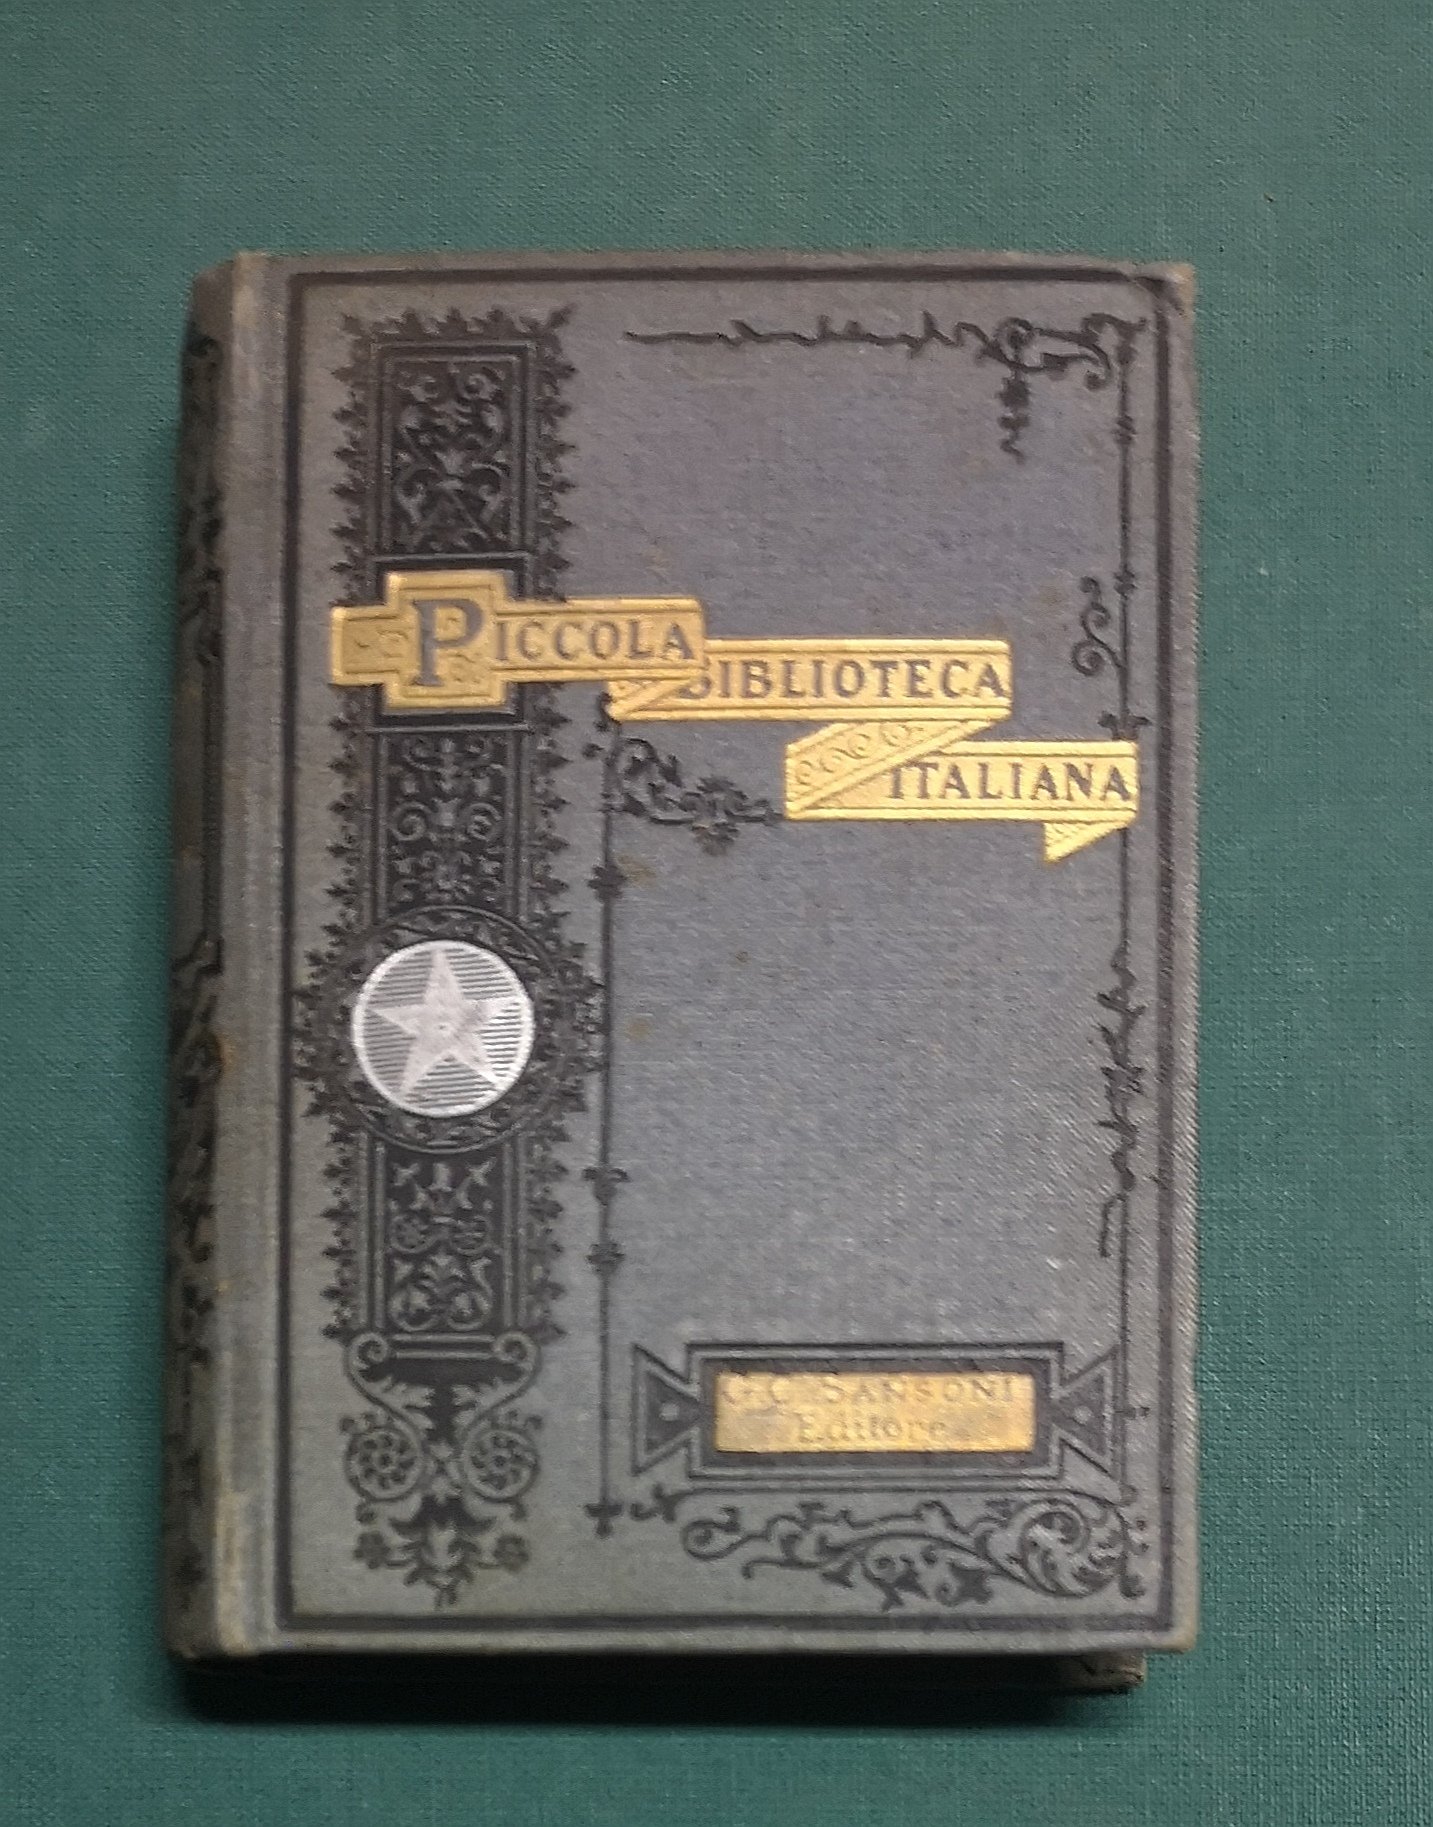 PICCOLA
BIBLIOTECA
ITALIANA
G. C. SANSONI
Editore